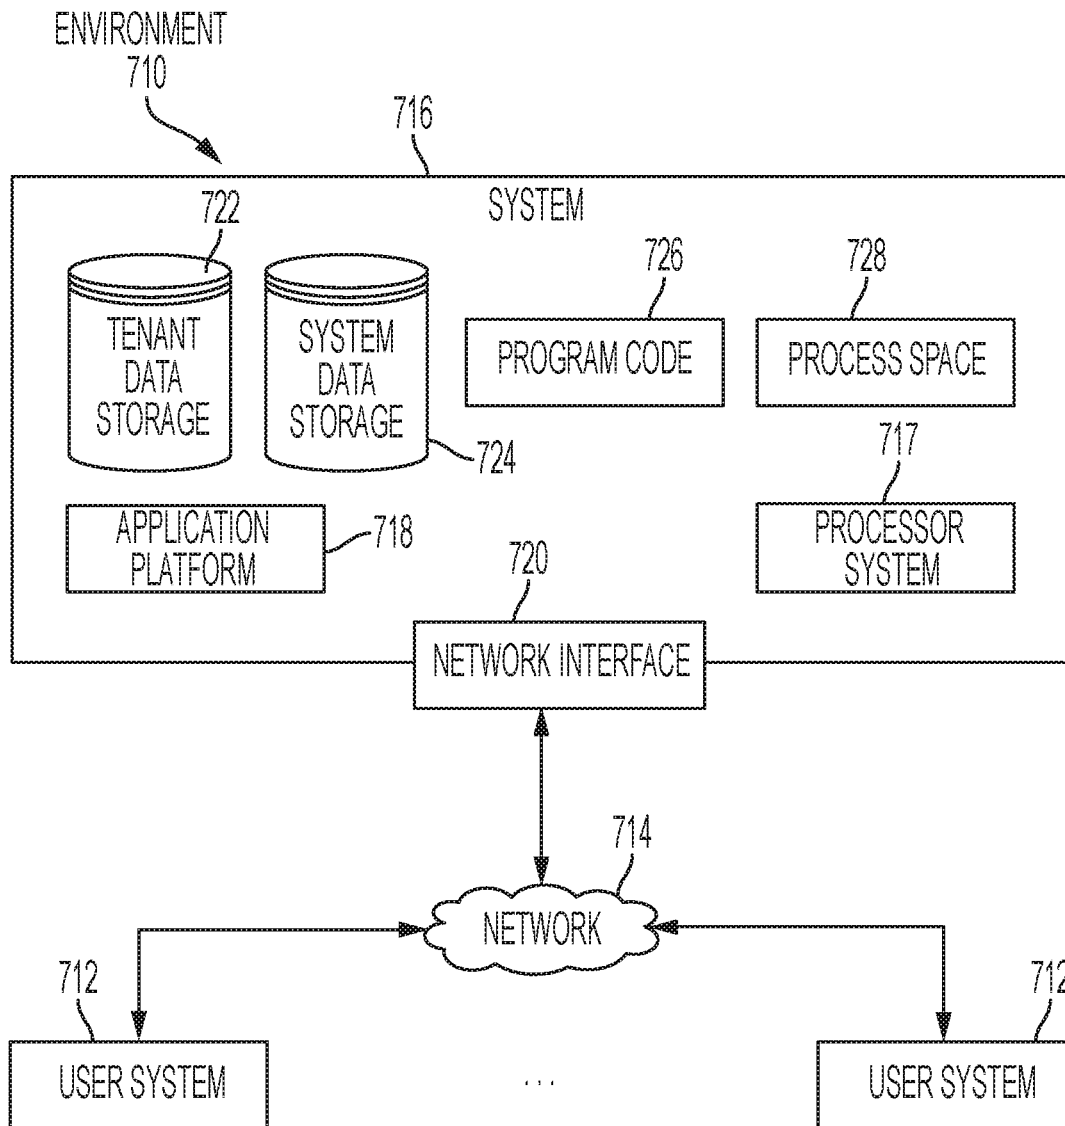 ENVIRONMENT
710
716
SYSTEM
722
TENANT
DATA
STORAGE
SYSTEM
DATA
STORAGE
724
726
PROGRAM CODE
728
PROCESS SPACE
APPLICATION
PLATFORM
718
717
PROCESSOR
SYSTEM
720
NETWORK INTERFACE
714
NETWORK
712
USER SYSTEM
. . .
712
USER SYSTEM